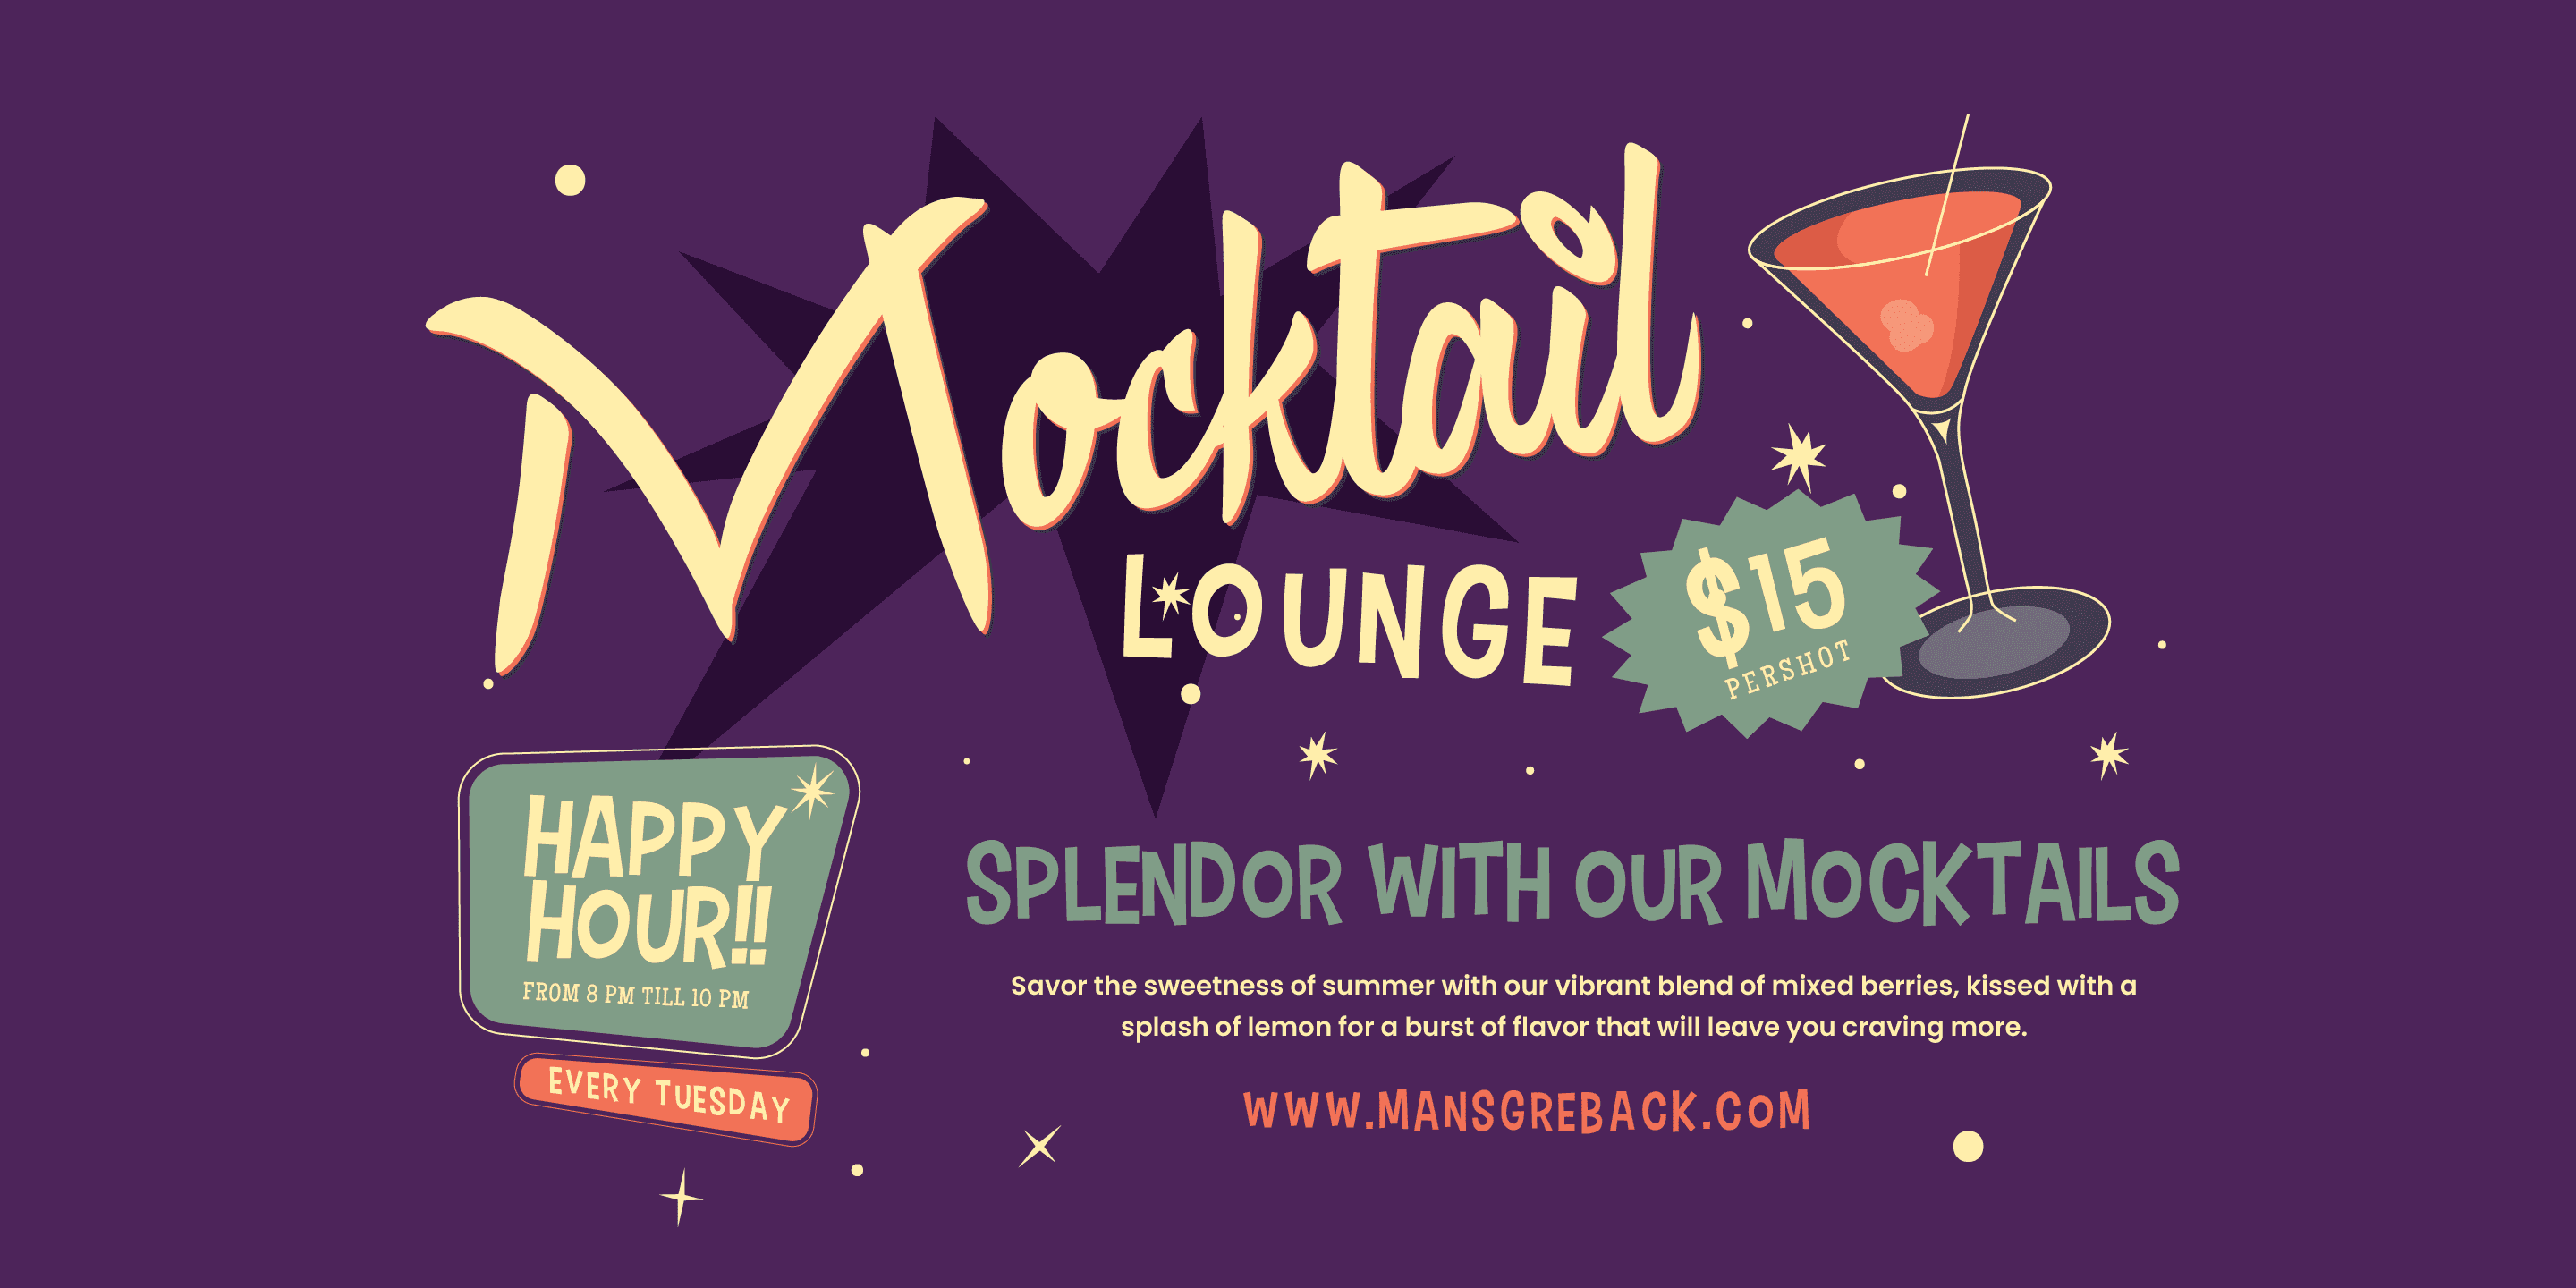 Mocktail
LOUNGE
$15
PERSHOT
HAPPY
HOUR!!
FROM 8 PM TILL 10 PM
EVERY TUESDAY
SPLENDOR WITH OUR MOCKTAILS
Savor the sweetness of summer with our vibrant blend of mixed berries, kissed with a
splash of lemon for a burst of flavor that will leave you craving more.
WWW.MANSGREBACK.COM